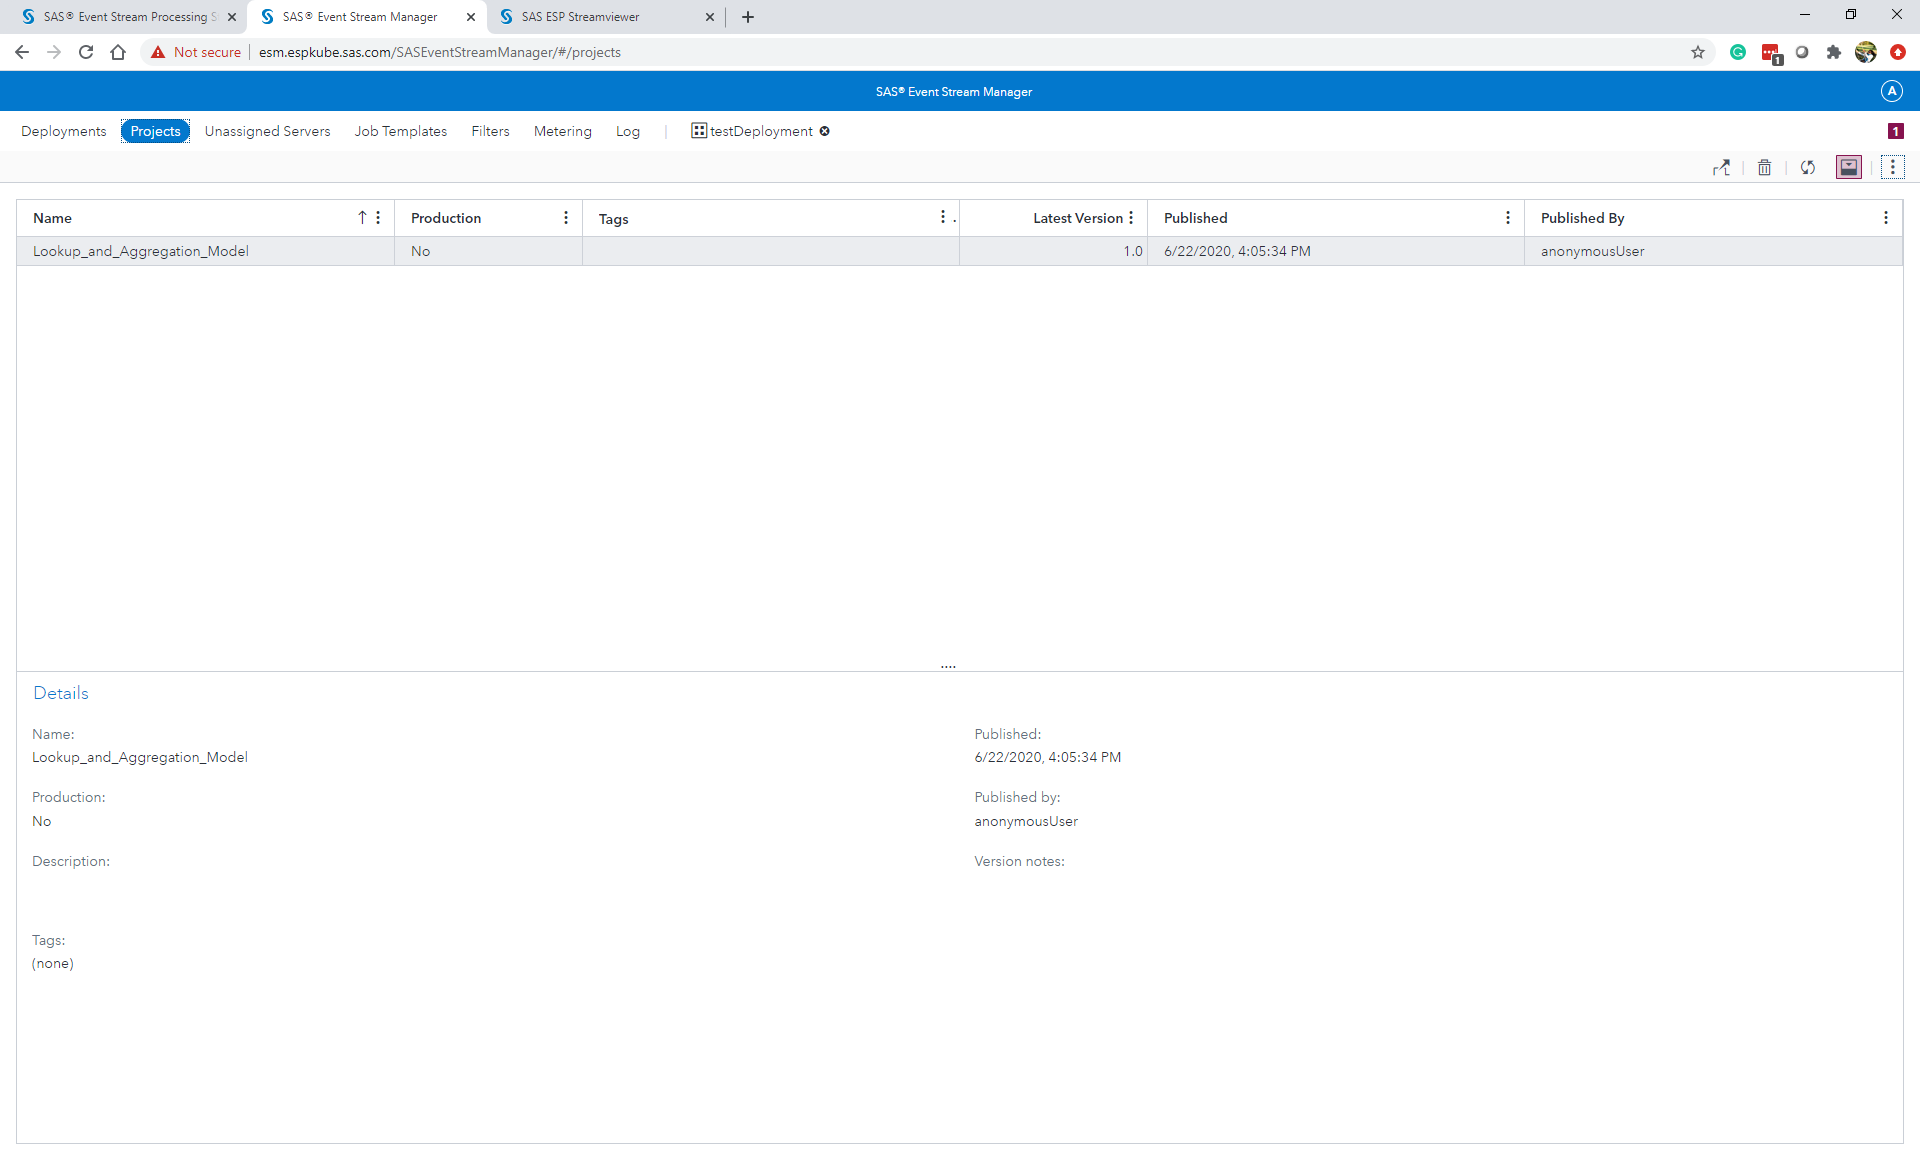 SAS® Event Stream Processing S
SAS® Event Stream Manager
SAS ESP Streamviewer
Not secure esm.espkube.sas.com/SASEventStreamManager/#/projects
1
SAS® Event Stream Manager
A
Deployments Projects Unassigned Servers Job Templates Filters Metering Log testDeployment
1
Name Production Tags Latest Version Published Published By
Lookup_and_Aggregation_Model No 1.0 6/22/2020, 4:05:34 PM anonymousUser
Details
Name: Published:
Lookup_and_Aggregation_Model 6/22/2020, 4:05:34 PM
Production: Published by:
No anonymousUser
Description: Version notes:
Tags:
(none)